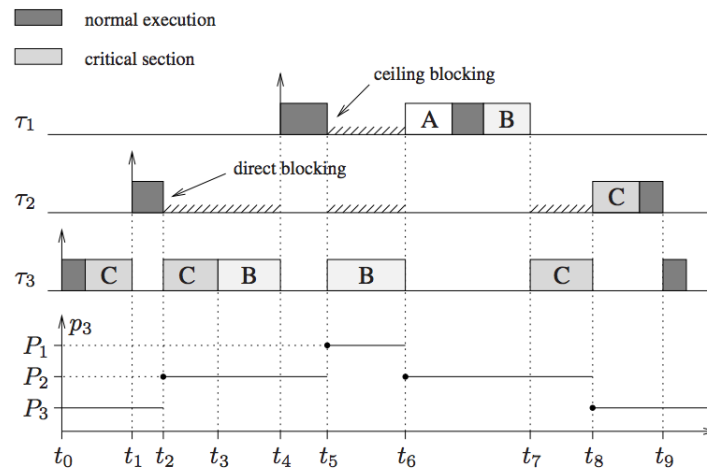 normal execution
critical section
ceiling blocking
τ1 A B
direct blocking
τ2 C
τ3 C C B B C
p3
P1
P2
P3
t0 t1 t2 t3 t4 t5 t6 t7 t8 t9